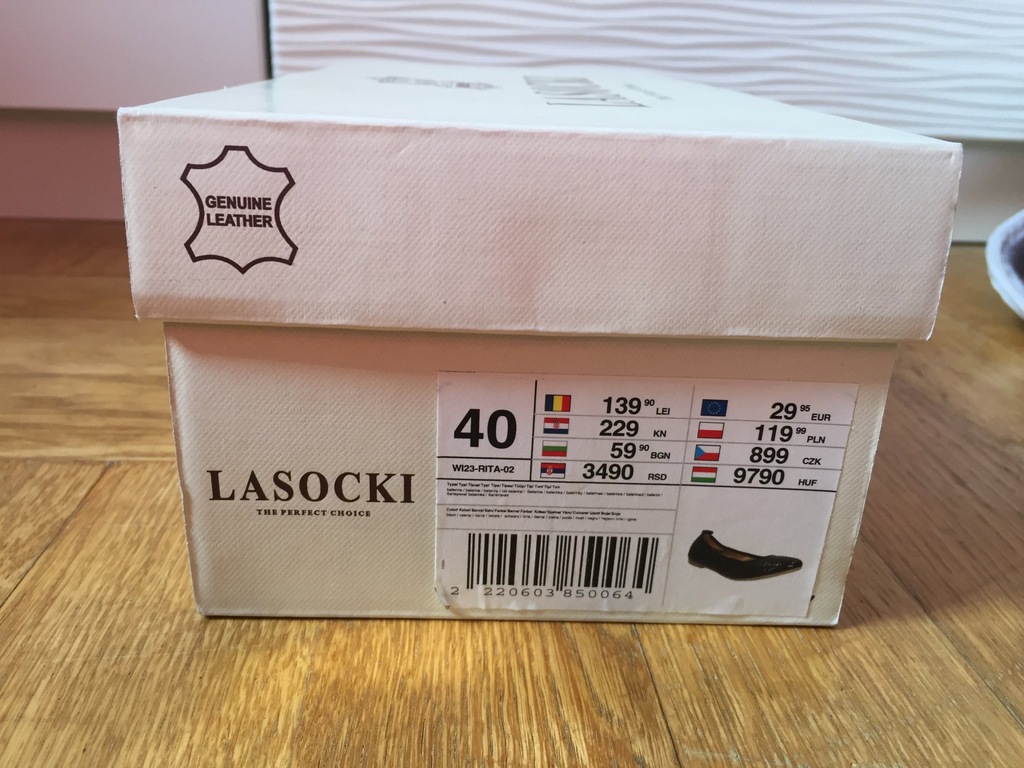 LASOCKI
GENUINE
LEATHER
LASOCKI
THE PERFECT CHOICE
40
WI23-RITA-02
139 90 LEI
229 KN
59 90 BGN
3490 RSD
29 95 EUR
119 99 PLN
899 CZK
9790 HUF
2 220603 850064